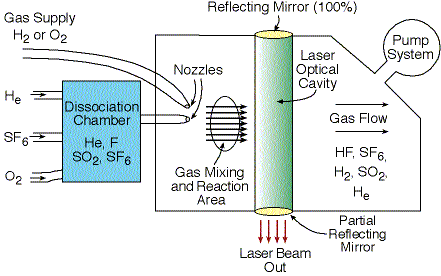 Reflecting Mirror (100%)
Gas Supply
H2 or O2
Nozzles
Laser
Optical
Cavity
Pump
System
He
SF6
O2
Dissociation
Chamber
He, F
SO2, SF6
Gas Mixing
and Reaction
Area
Gas Flow
HF, SF6,
H2, SO2,
He
Partial
Reflecting
Mirror
Laser Beam
Out